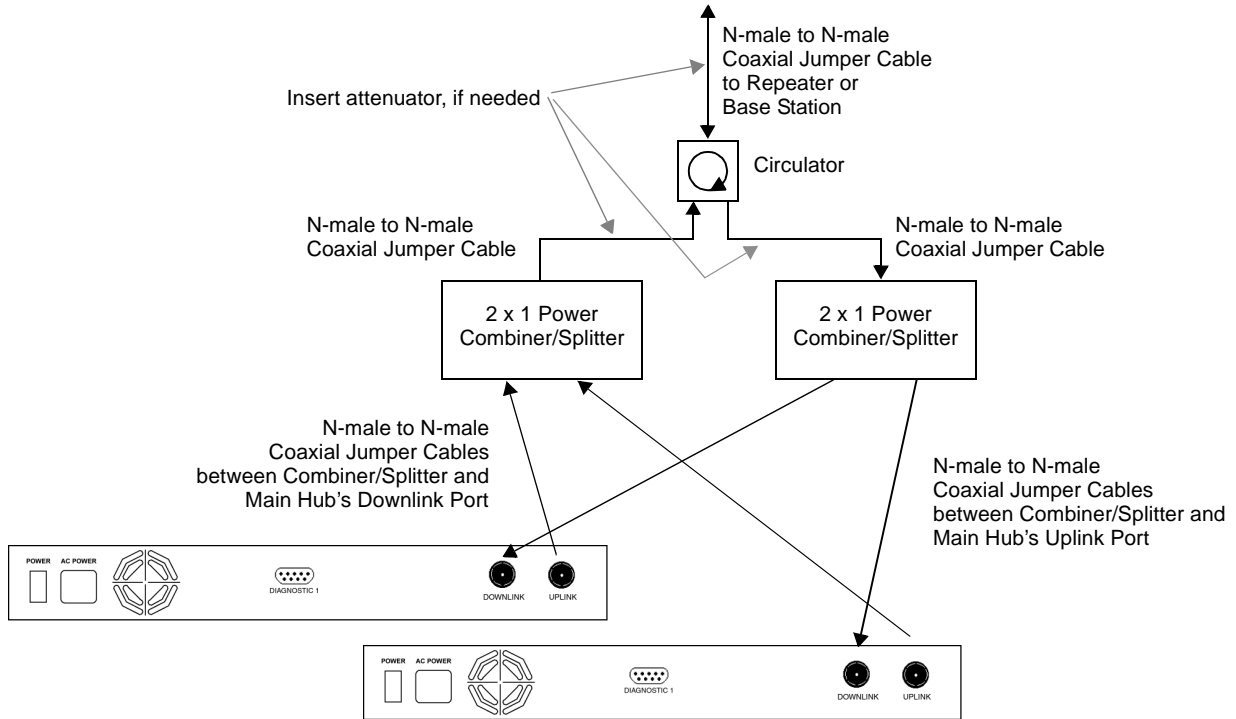 N-male to N-male
Coaxial Jumper Cable
to Repeater or
Base Station
Insert attenuator, if needed
Circulator
N-male to N-male
Coaxial Jumper Cable
N-male to N-male
Coaxial Jumper Cable
2 x 1 Power
Combiner/Splitter
2 x 1 Power
Combiner/Splitter
N-male to N-male
Coaxial Jumper Cables
between Combiner/Splitter and
Main Hub's Downlink Port
N-male to N-male
Coaxial Jumper Cables
between Combiner/Splitter and
Main Hub's Uplink Port
POWER AC POWER
DIAGNOSTIC 1
DOWNLINK UPLINK
POWER AC POWER
DIAGNOSTIC 1
DOWNLINK UPLINK